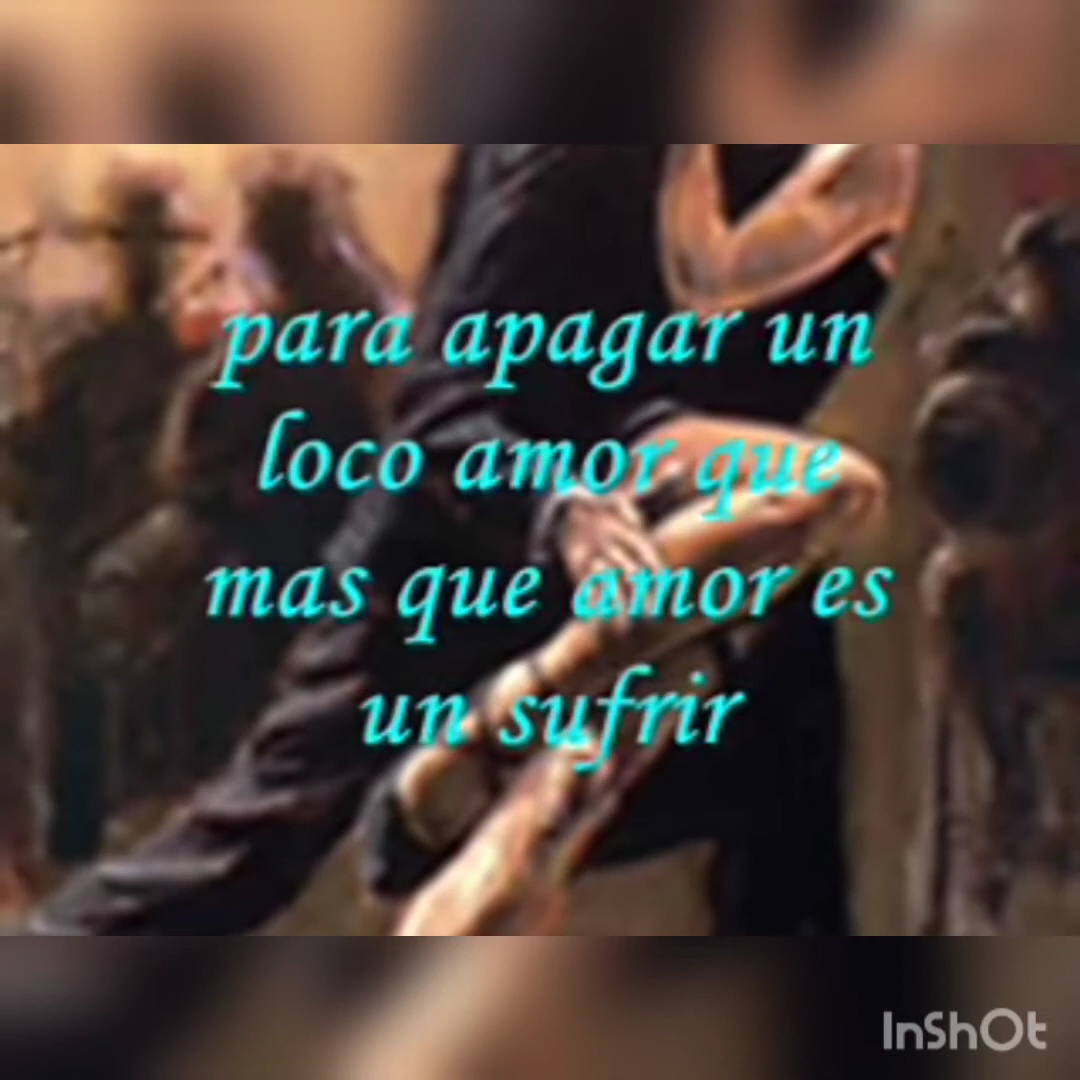 para apagar un
loco amor que
mas que amor es
un sufrir
InShOt